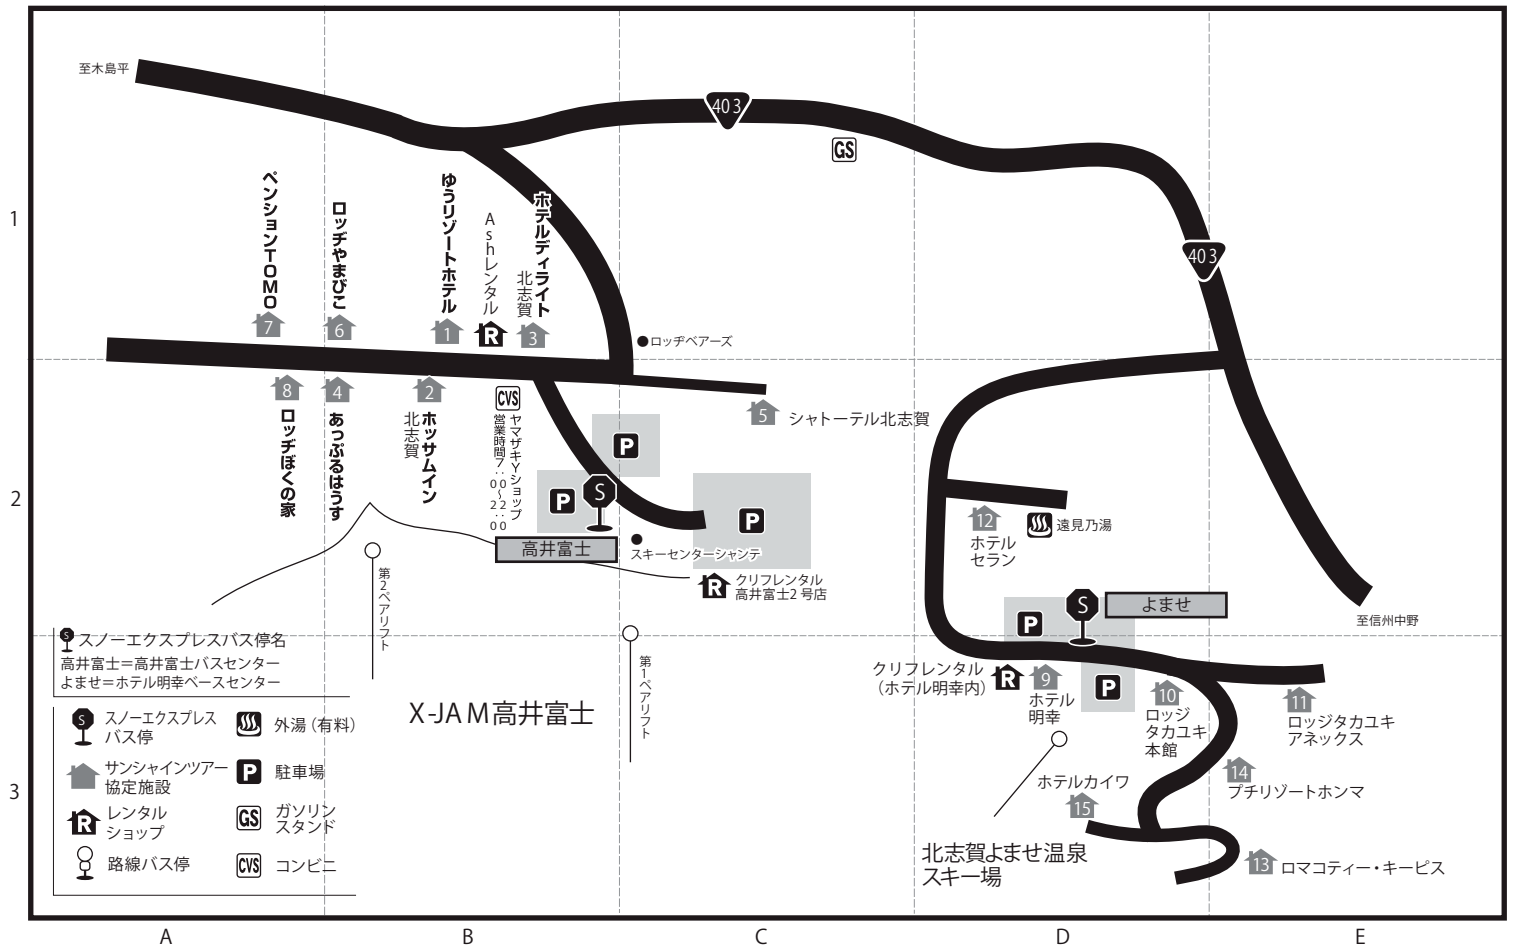 至木島平
403
GS
403
1
ペンションTOMO
7
ロッヂやまびこ
6
ゆうリゾートホテル
1
Ashレンタル
R
ホテルディライト
北志賀
3
ロッヂベアーズ
8
ロッヂぼくの家
4
あっぷるはうす
2
ホッサムイン
北志賀
CVS
ヤマザキYショップ
営業時間7:00～22:00
5
シャトーテル北志賀
P
P
S
P
2
高井富士
スキーセンターシャンテ
R
クリフレンタル
高井富士2号店
12
ホテル
セラン
遠見乃湯
S
よませ
P
至信州中野
第2ペアリフト
第1ペアリフト
S
スノーエクスプレスバス停名
高井富士＝高井富士バスセンター
よませ＝ホテル明幸ベースセンター
X-JAM高井富士
クリフレンタル
（ホテル明幸内）
R
9
ホテル
明幸
P
10
ロッジ
タカユキ
本館
11
ロッジタカユキ
アネックス
14
プチリゾートホンマ
ホテルカイワ
15
北志賀よませ温泉
スキー場
13
ロマコティー・キーピス
3
S
スノーエクスプレス
バス停
外湯（有料）
サンシャインツアー
協定施設
P
駐車場
R
レンタル
ショップ
GS
ガソリン
スタンド
路線バス停
CVS
コンビニ
A
B
C
D
E